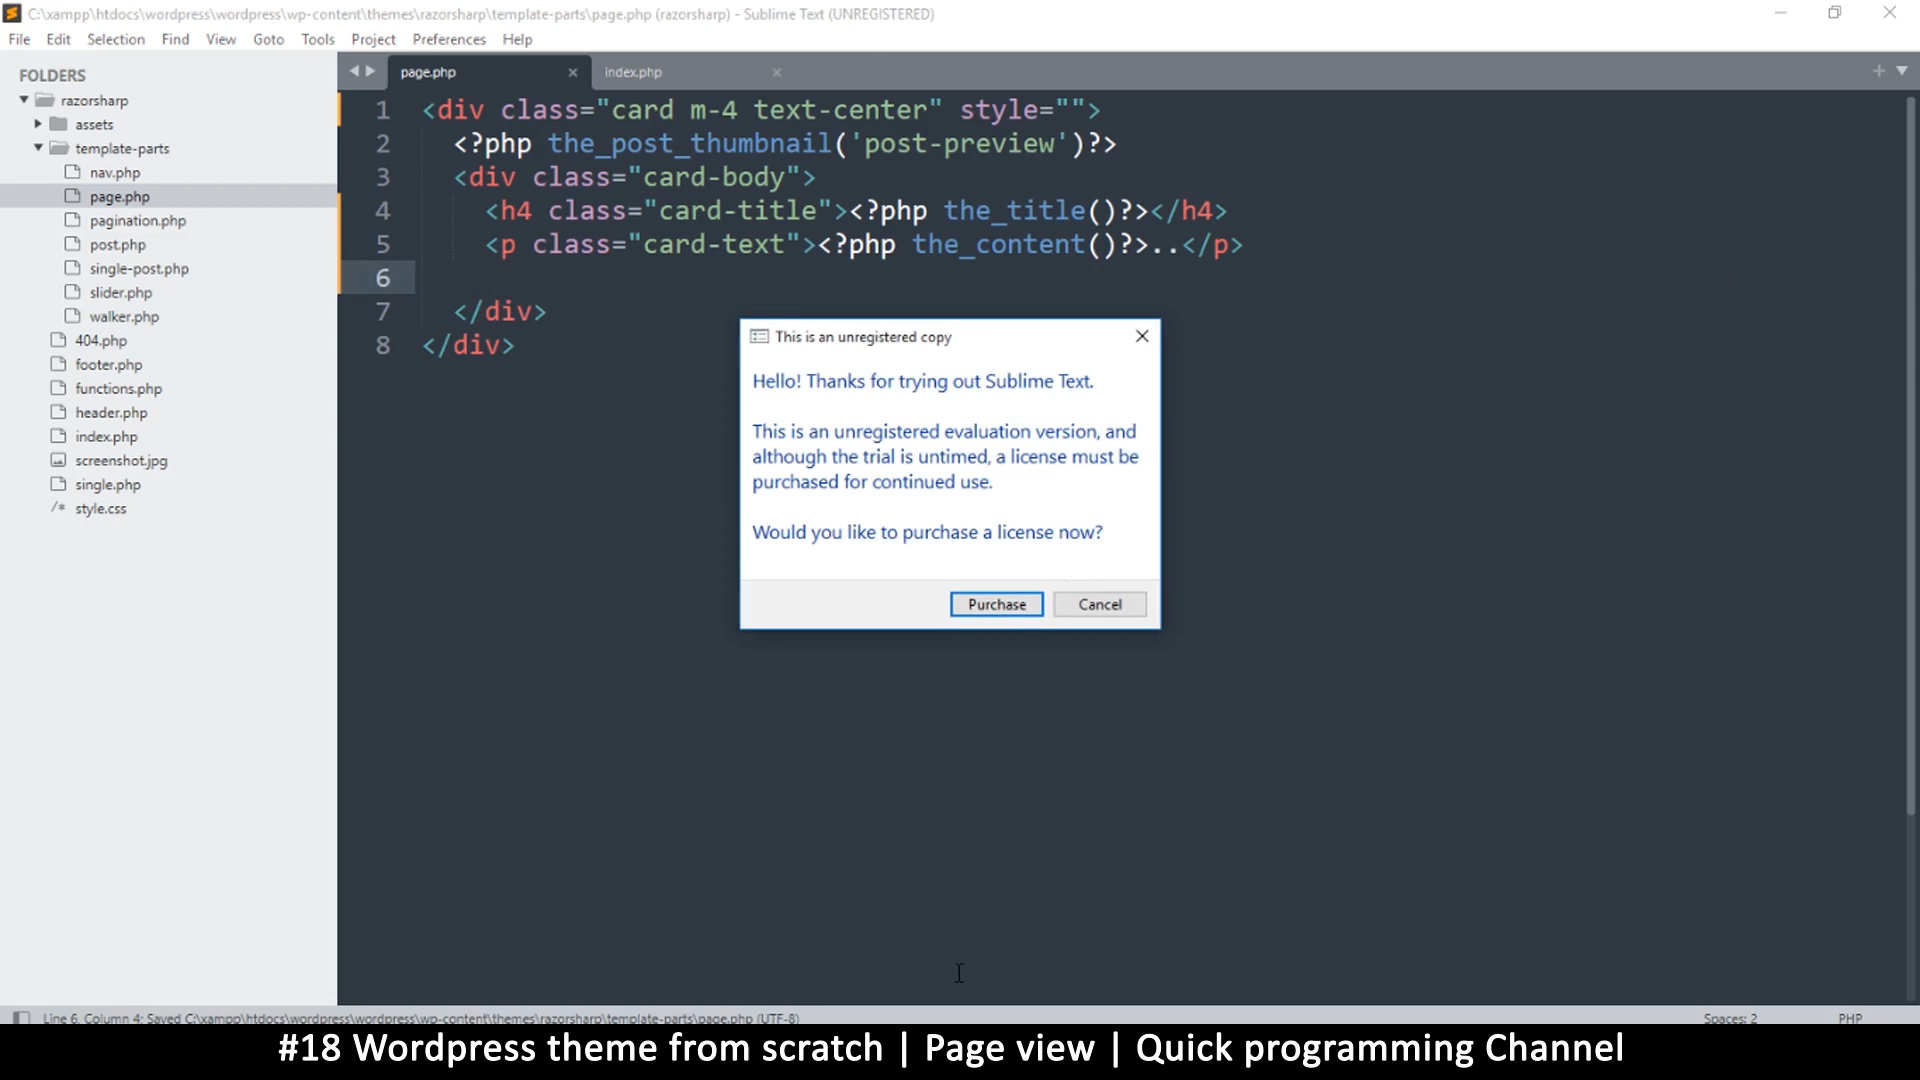 C:\xampp\htdocs\wordpress\wordpress\wp-content\themes\razorsharp\template-parts\page.php (razorsharp) - Sublime Text (UNREGISTERED)
File Edit Selection Find View Goto Tools Project Preferences Help
FOLDERS
razorsharp
assets
template-parts
nav.php
page.php
pagination.php
post.php
single-post.php
slider.php
walker.php
404.php
footer.php
functions.php
header.php
index.php
screenshot.jpg
single.php
/* style.css
page.php index.php
1 <div class="card m-4 text-center" style="">
2 <?php the_post_thumbnail('post-preview')?>
3 <div class="card-body">
4 <h4 class="card-title"><?php the_title()?></h4>
5 <p class="card-text"><?php the_content()?>..</p>
6
7 </div>
8 </div>
This is an unregistered copy
Hello! Thanks for trying out Sublime Text.
This is an unregistered evaluation version, and
although the trial is untimed, a license must be
purchased for continued use.
Would you like to purchase a license now?
Purchase Cancel
Line 6, Column 4; Saved C:\xampp\htdocs\wordpress\wordpress\wp-content\themes\razorsharp\template-parts\page.php (UTF-8) Spaces: 2 PHP
#18 Wordpress theme from scratch | Page view | Quick programming Channel